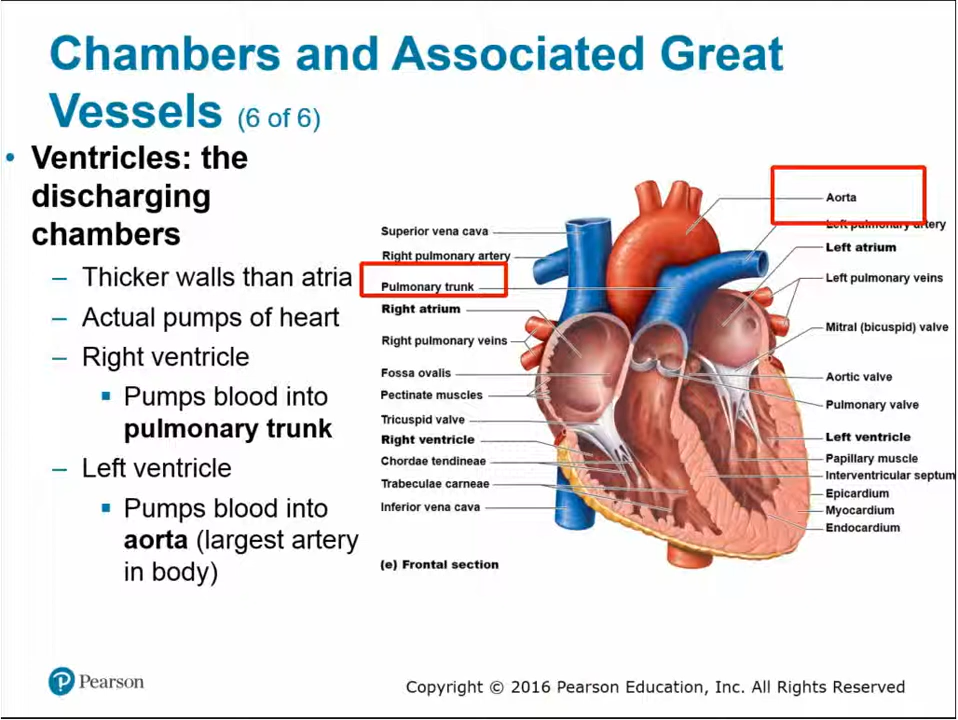 Chambers and Associated Great
Vessels (6 of 6)
• Ventricles: the
discharging
chambers
– Thicker walls than atria
– Actual pumps of heart
– Right ventricle
▪ Pumps blood into
pulmonary trunk
– Left ventricle
▪ Pumps blood into
aorta (largest artery
in body)
Superior vena cava
Right pulmonary artery
Pulmonary trunk
Right atrium
Right pulmonary veins
Fossa ovalis
Pectinate muscles
Tricuspid valve
Right ventricle
Chordae tendineae
Trabeculae carneae
Inferior vena cava
(e) Frontal section
Aorta
Left pulmonary artery
Left atrium
Left pulmonary veins
Mitral (bicuspid) valve
Aortic valve
Pulmonary valve
Left ventricle
Papillary muscle
Interventricular septum
Epicardium
Myocardium
Endocardium
P Pearson
Copyright © 2016 Pearson Education, Inc. All Rights Reserved